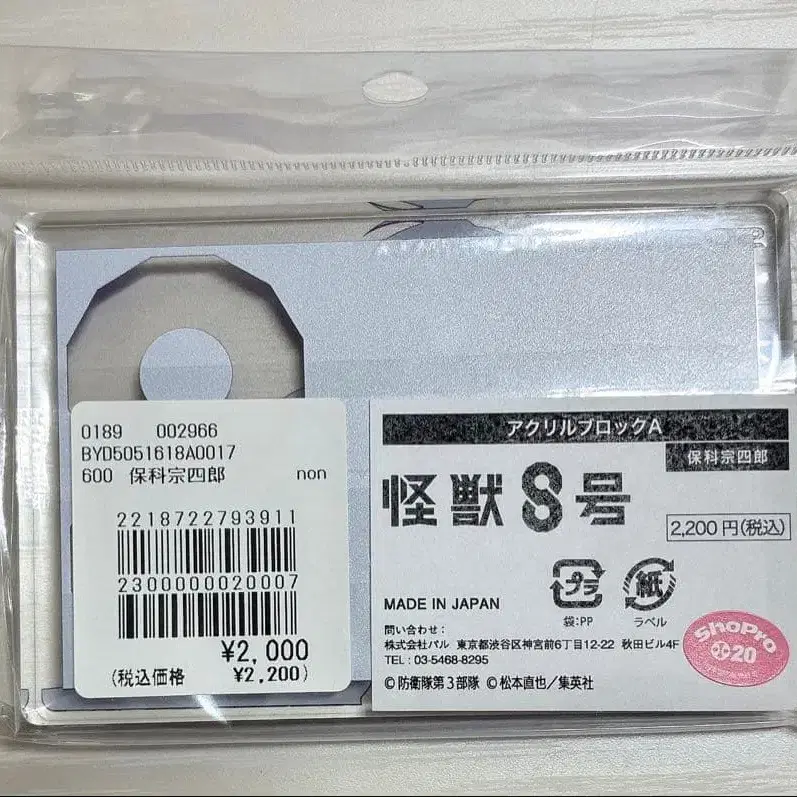 0189 002966
BYD5051618A0017
600 保科宗四郎 non
2218722793911
2300000020007
¥2,000
(税込価格 ¥2,200)
アクリルブロックA
保科宗四郎
怪獣8号
2,200円(税込)
プラ
紙
袋:PP
ラベル
MADE IN JAPAN
問い合わせ:
株式会社パル 東京都渋谷区神宮前6丁目12-22 秋田ビル4F
TEL : 03-5468-8295
©防衛隊第3部隊 ©松本直也/集英社
ShoPro
20